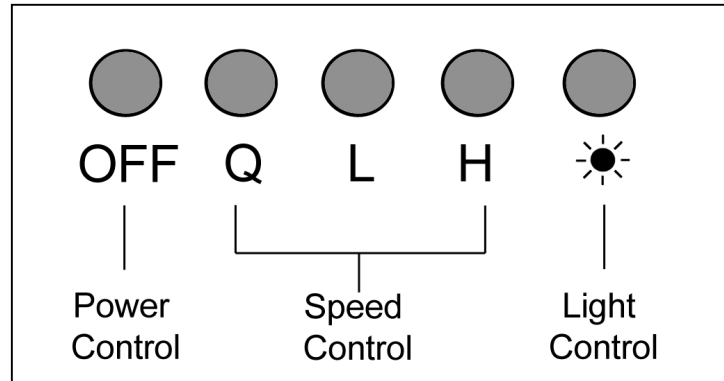 OFF Q L H
Power Control
Speed Control
Light Control